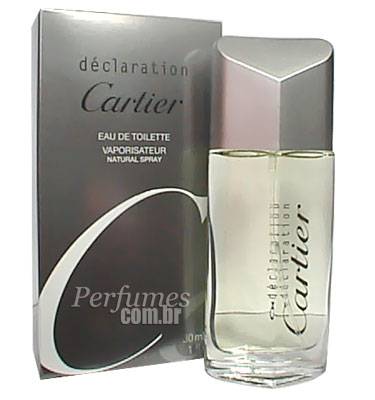 déclaration
Cartier
EAU DE TOILETTE
VAPORISATEUR
NATURAL SPRAY
Perfumes
com.br
déclaration
déclaration
Cartier